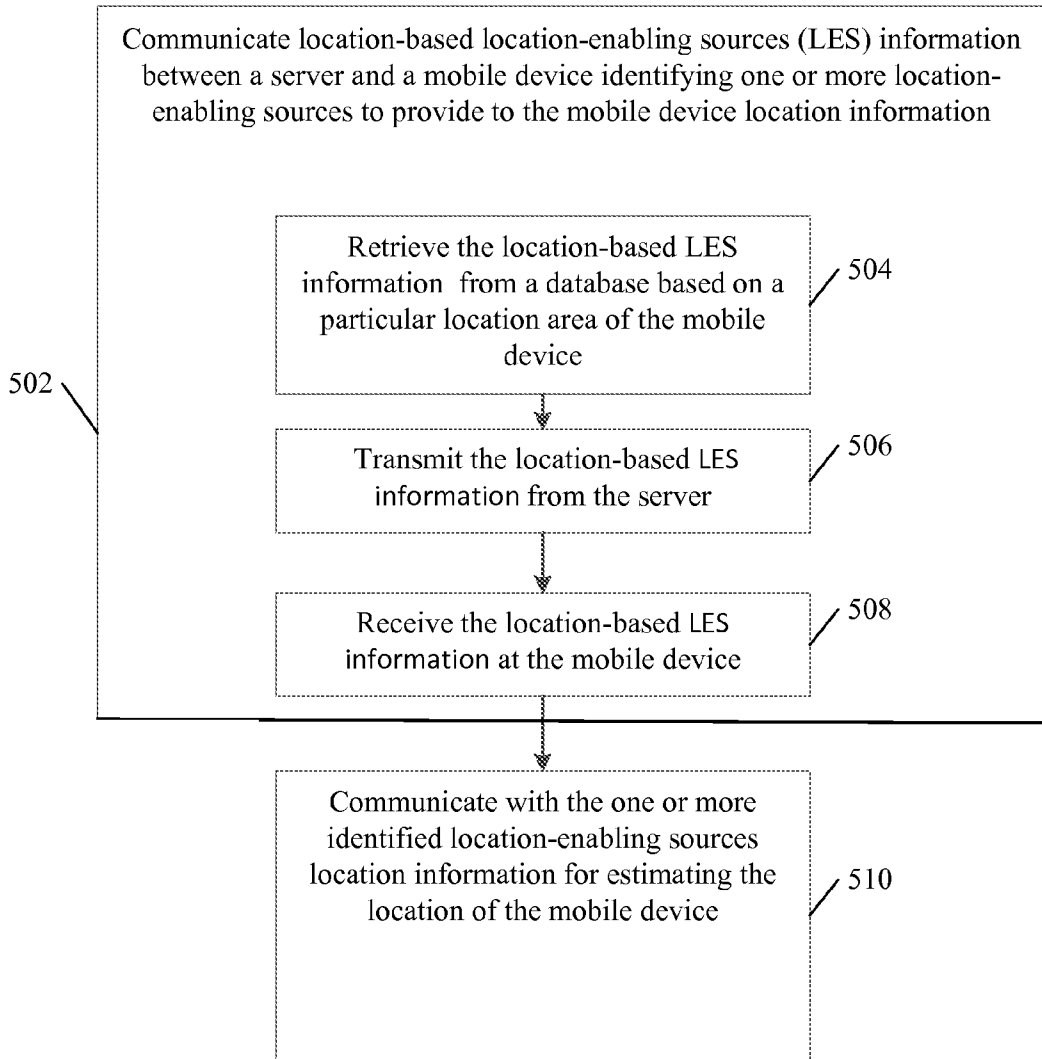 Communicate location-based location-enabling sources (LES) information
between a server and a mobile device identifying one or more location-
enabling sources to provide to the mobile device location information
Retrieve the location-based LES
information from a database based on a
particular location area of the mobile
device
504
502
Transmit the location-based LES
information from the server
506
Receive the location-based LES
information at the mobile device
508
Communicate with the one or more
identified location-enabling sources
location information for estimating the
location of the mobile device
510